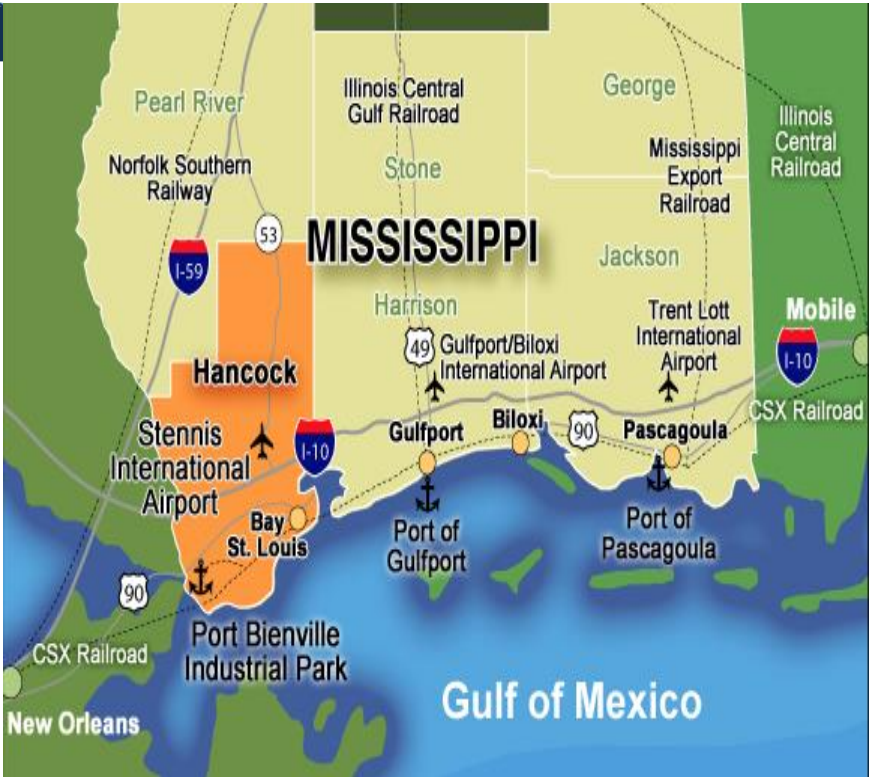 Pearl River
Illinois Central
Gulf Railroad
George
Illinois
Central
Railroad
Norfolk Southern
Railway
Stone
Mississippi
Export
Railroad
53
MISSISSIPPI
I-59
Jackson
Harrison
Trent Lott
International
Airport
Mobile
49
Gulfport/Biloxi
International Airport
I-10
Hancock
CSX Railroad
Stennis
International
Airport
I-10
Gulfport
Biloxi
90
Pascagoula
Bay
St. Louis
Port of
Gulfport
Port of
Pascagoula
90
Port Bienville
Industrial Park
CSX Railroad
Gulf of Mexico
New Orleans